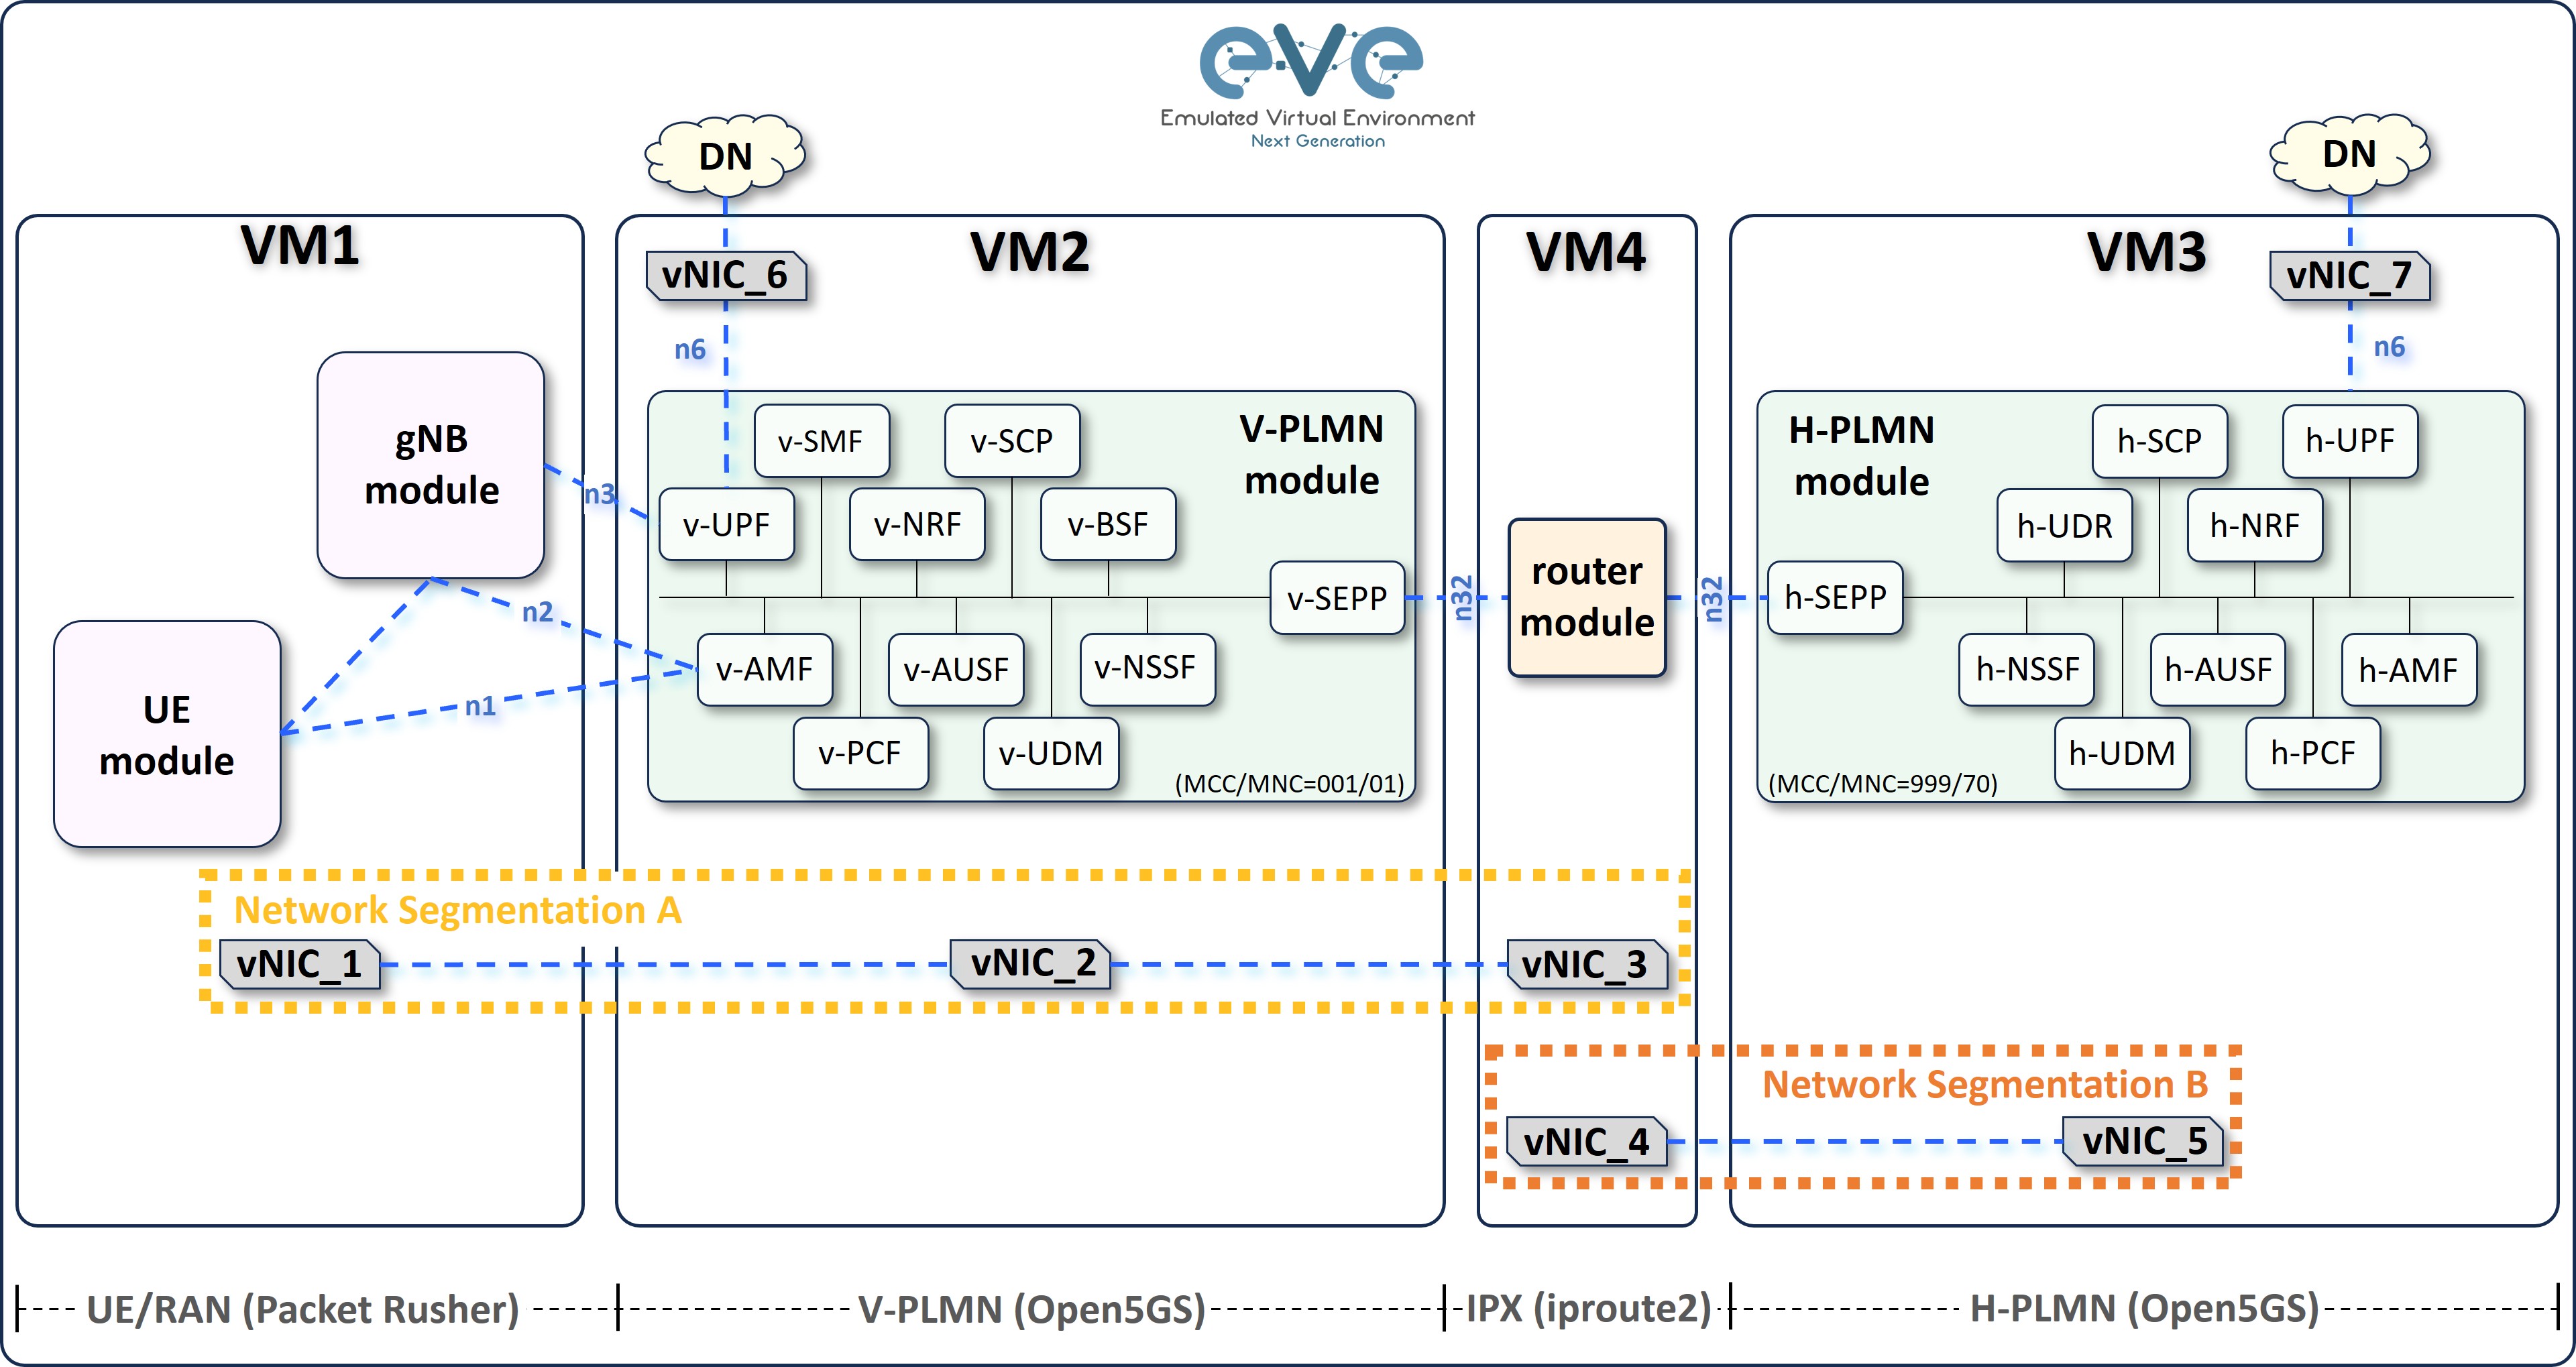 eve
Emulated Virtual Environment
Next Generation
DN
DN
VM1
VM2
VM4
VM3
vNIC_6
vNIC_7
n6
n6
gNB
module
n3
n2
n1
UE
module
V-PLMN
module
v-SMF
v-SCP
v-UPF
v-NRF
v-BSF
v-SEPP
v-AMF
v-AUSF
v-NSSF
v-PCF
v-UDM
(MCC/MNC=001/01)
n32
router
module
n32
H-PLMN
module
h-SCP
h-UPF
h-UDR
h-NRF
h-SEPP
h-NSSF
h-AUSF
h-AMF
h-UDM
h-PCF
(MCC/MNC=999/70)
Network Segmentation A
vNIC_1
vNIC_2
vNIC_3
Network Segmentation B
vNIC_4
vNIC_5
UE/RAN (Packet Rusher)
V-PLMN (Open5GS)
IPX (iproute2)
H-PLMN (Open5GS)